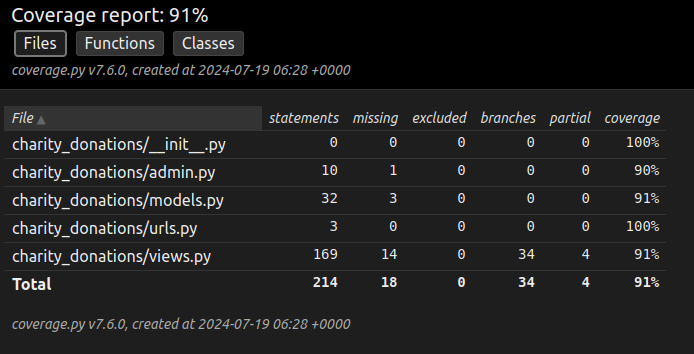 Coverage report: 91%
Files Functions Classes
coverage.py v7.6.0, created at 2024-07-19 06:28 +0000
File ▲ statements missing excluded branches partial coverage
charity_donations/__init__.py 0 0 0 0 0 100%
charity_donations/admin.py 10 1 0 0 0 90%
charity_donations/models.py 32 3 0 0 0 91%
charity_donations/urls.py 3 0 0 0 0 100%
charity_donations/views.py 169 14 0 34 4 91%
Total 214 18 0 34 4 91%
coverage.py v7.6.0, created at 2024-07-19 06:28 +0000